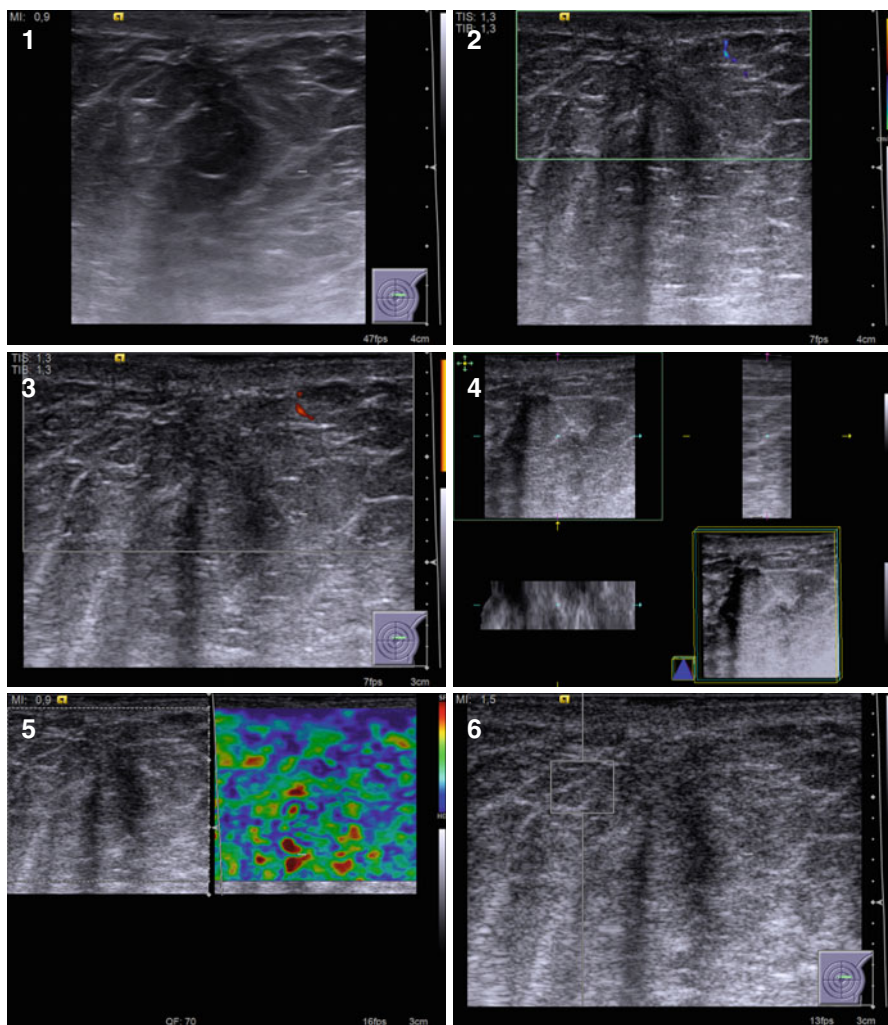 MI: 0,9
1
47fps 4cm
TIS: 1,3
TIB: 1,3
2
7fps 4cm
TIS: 1,3
TIB: 1,3
3
7fps 3cm
4
MI: 0,9
5
QF: 70 16fps 3cm
MI: 1,5
6
13fps 3cm